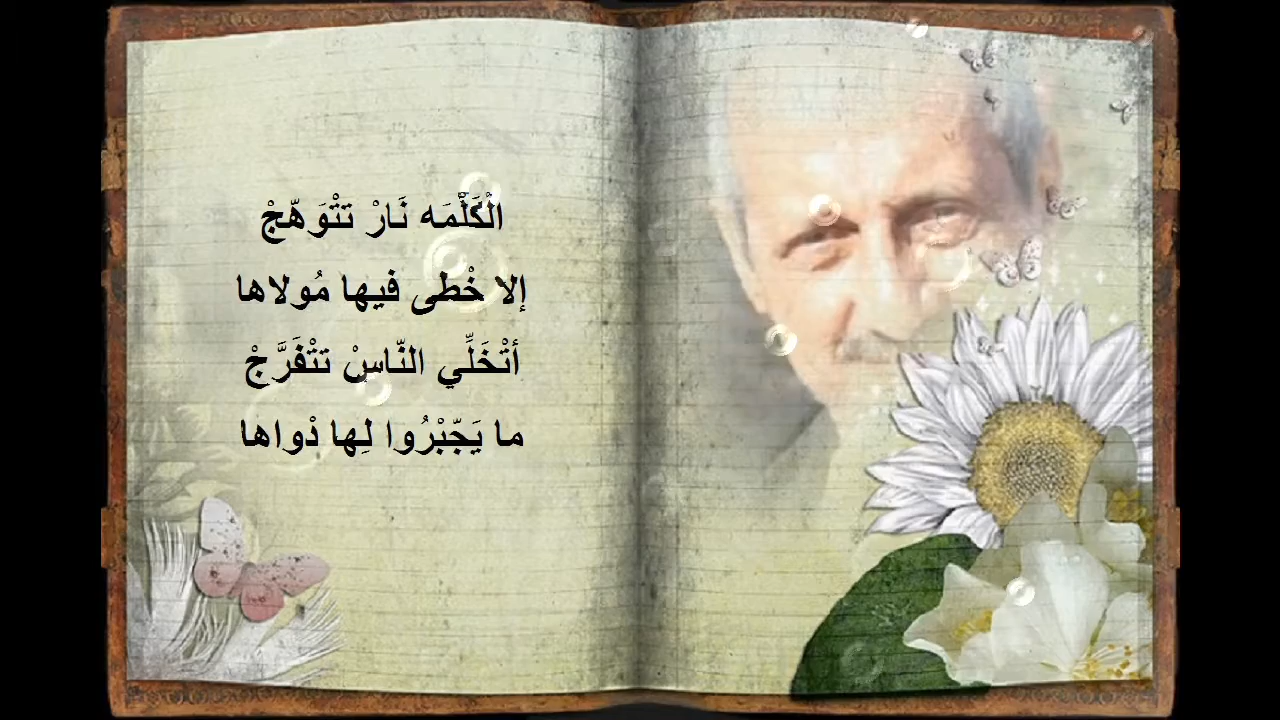 الْكَلْمَه نَارْ تتْوَهّجْ
إلا خْطى فيها مُولاها
أتْخَلِّي النّاسْ تتْفَرَّجْ
ما يَجّبْرُوا لِها دْواها